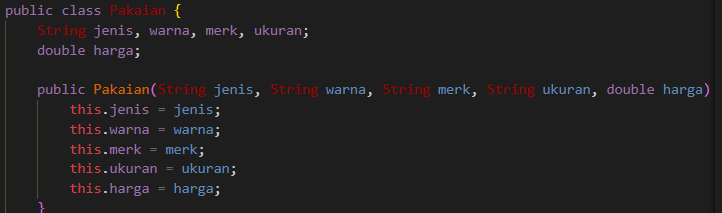 public class Pakaian {
String jenis, warna, merk, ukuran;
double harga;
public Pakaian(String jenis, String warna, String merk, String ukuran, double harga)
this.jenis = jenis;
this.warna = warna;
this.merk = merk;
this.ukuran = ukuran;
this.harga = harga;
}